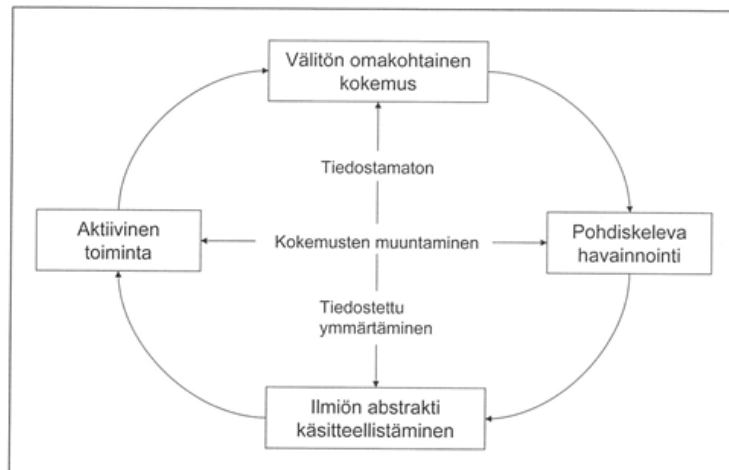 Välitön omakohtainen
kokemus
Tiedostamaton
Aktiivinen
toiminta
Kokemusten muuntaminen
Pohdiskeleva
havainnointi
Tiedostettu
ymmärtäminen
Ilmiön abstrakti
käsitteellistäminen